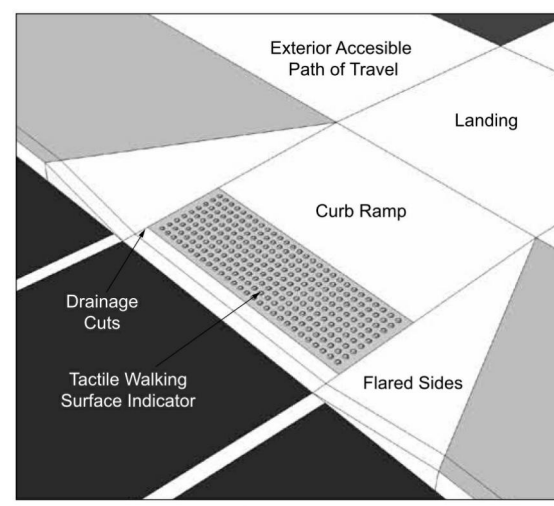 Exterior Accesible
Path of Travel
Landing
Curb Ramp
Drainage
Cuts
Tactile Walking
Surface Indicator
Flared Sides